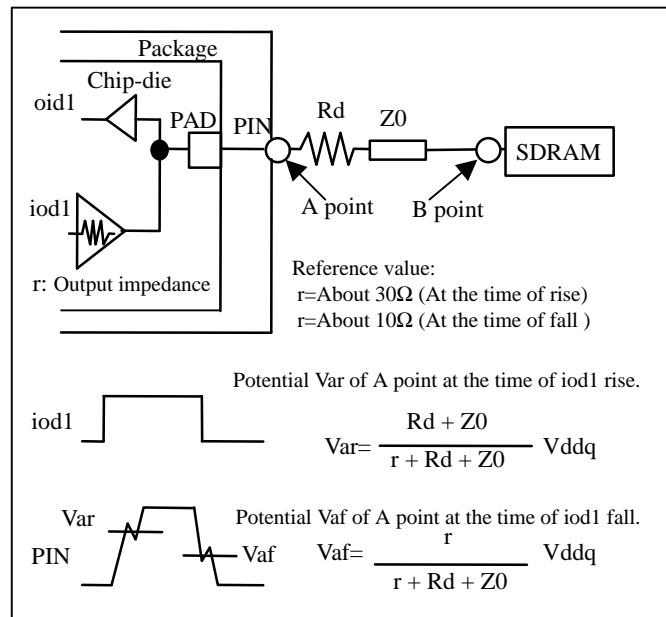 Package
Chip-die
oid1
PAD
PIN
Rd
Z0
SDRAM
iod1
A point
B point
r: Output impedance
Reference value:
r=About 30Ω (At the time of rise)
r=About 10Ω (At the time of fall )
Potential Var of A point at the time of iod1 rise.
iod1
Var= Rd + Z0 / r + Rd + Z0 Vddq
Potential Vaf of A point at the time of iod1 fall.
Var
PIN
Vaf
Vaf= r / r + Rd + Z0 Vddq